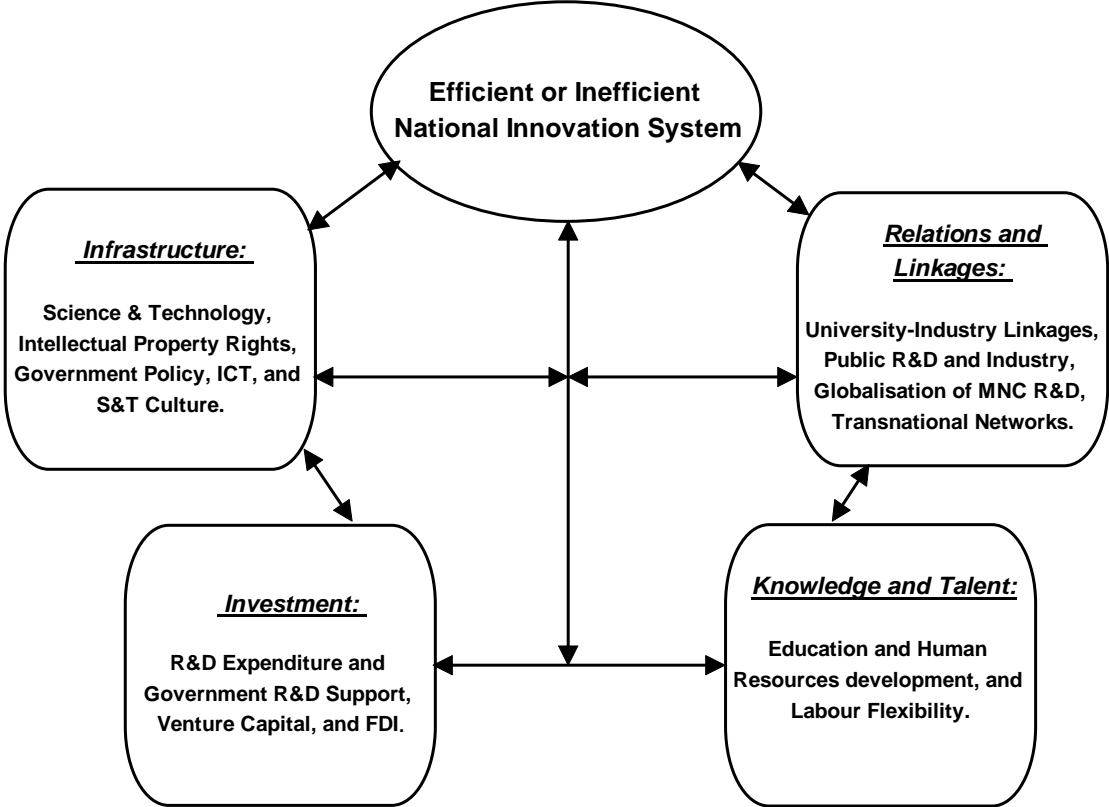 Efficient or Inefficient
National Innovation System
Infrastructure:
Science & Technology,
Intellectual Property Rights,
Government Policy, ICT, and
S&T Culture.
Relations and
Linkages:
University-Industry Linkages,
Public R&D and Industry,
Globalisation of MNC R&D,
Transnational Networks.
Investment:
R&D Expenditure and
Government R&D Support,
Venture Capital, and FDI.
Knowledge and Talent:
Education and Human
Resources development, and
Labour Flexibility.